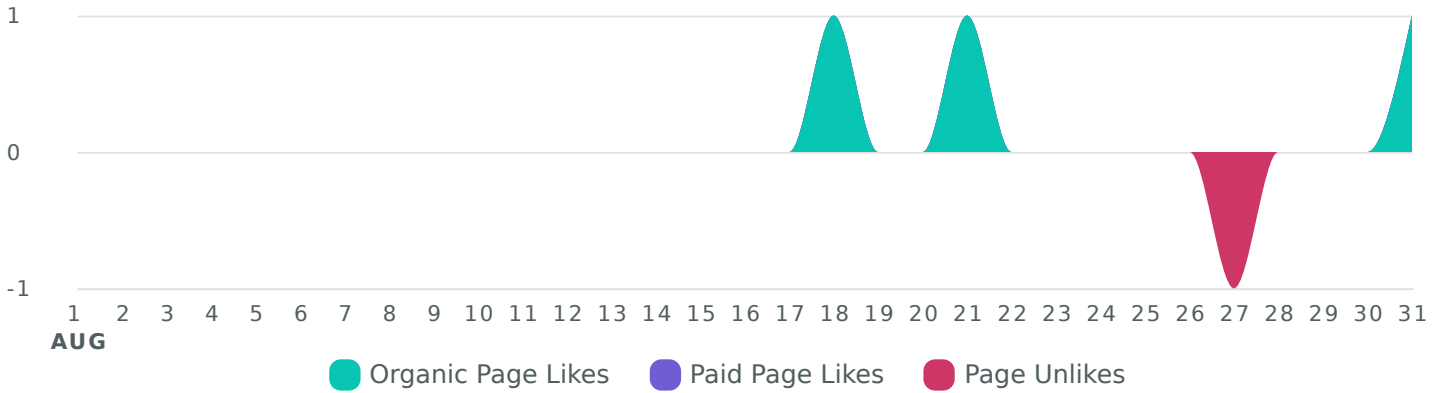 1
0
-1
1 2 3 4 5 6 7 8 9 10 11 12 13 14 15 16 17 18 19 20 21 22 23 24 25 26 27 28 29 30 31
AUG
Organic Page Likes Paid Page Likes Page Unlikes